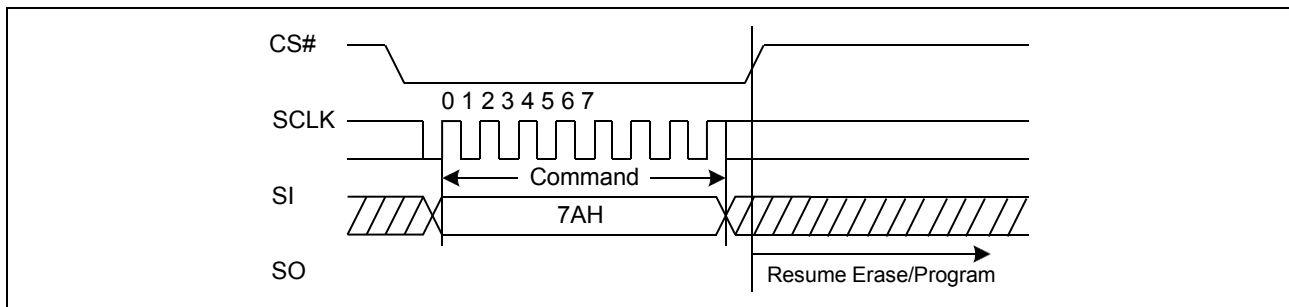 CS#
0 1 2 3 4 5 6 7
SCLK
Command
SI
7AH
SO
Resume Erase/Program